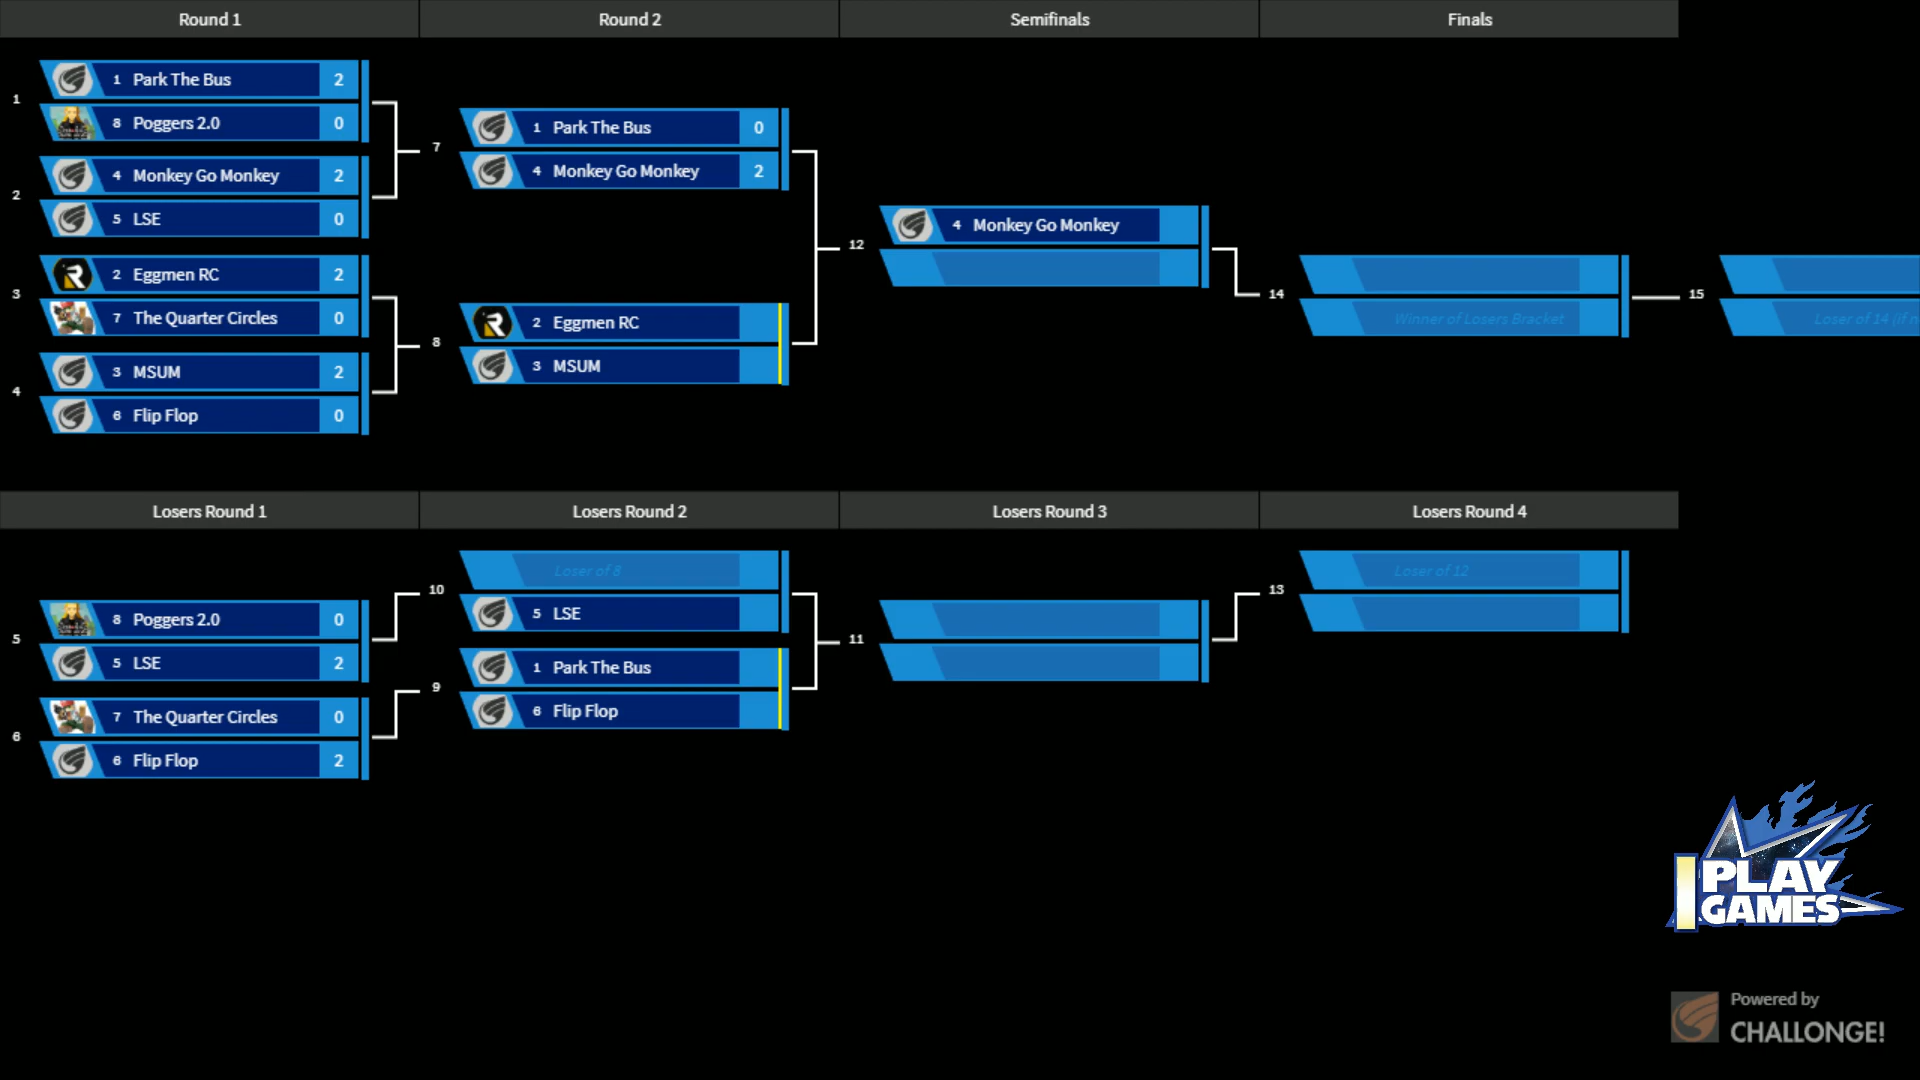 Round 1 Round 2 Semifinals Finals
1
1 Park The Bus 2
8 Poggers 2.0 0
2
4 Monkey Go Monkey 2
5 LSE 0
3
2 Eggmen RC 2
7 The Quarter Circles 0
4
3 MSUM 2
6 Flip Flop 0
7
1 Park The Bus 0
4 Monkey Go Monkey 2
8
2 Eggmen RC
3 MSUM
12
4 Monkey Go Monkey
14
Winner of Losers Bracket
15
Loser of 14 (if n
Losers Round 1 Losers Round 2 Losers Round 3 Losers Round 4
5
8 Poggers 2.0 0
5 LSE 2
6
7 The Quarter Circles 0
6 Flip Flop 2
10
Loser of 8
5 LSE
9
1 Park The Bus
6 Flip Flop
11
13
Loser of 12
I PLAY
GAMES
Powered by
CHALLONGE!